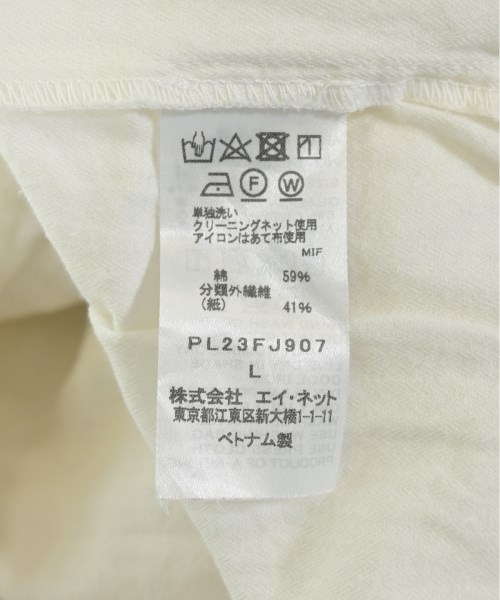 F W
単独洗い
クリーニングネット使用
アイロンはあて布使用
MIF
綿 59%
分類外繊維
(紙) 41%
PL23FJ907
L
株式会社 エイ・ネット
東京都江東区新大橋1-1-11
ベトナム製